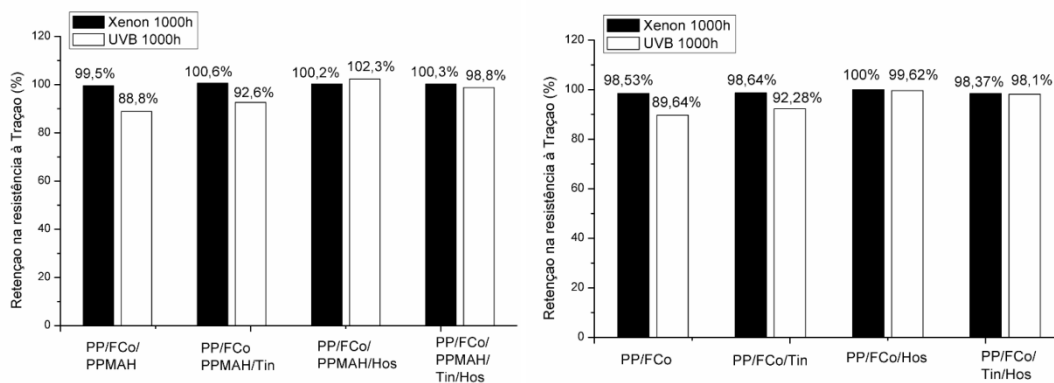 Xenon 1000h
UVB 1000h
120
100
80
60
40
20
0
Retençao na resistência à Traçao (%)
99,5%
88,8%
100,6%
92,6%
100,2%
102,3%
100,3%
98,8%
PP/FCo/
PPMAH
PP/FCo
PPMAH/Tin
PP/FCo/
PPMAH/Hos
PP/FCo/
PPMAH/
Tin/Hos
Xenon 1000h
UVB 1000h
120
100
80
60
40
20
0
Retençao na resistência à Traçao (%)
98,53%
89,64%
98,64%
92,28%
100%
99,62%
98,37%
98,1%
PP/FCo
PP/FCo/Tin
PP/FCo/Hos
PP/FCo/
Tin/Hos